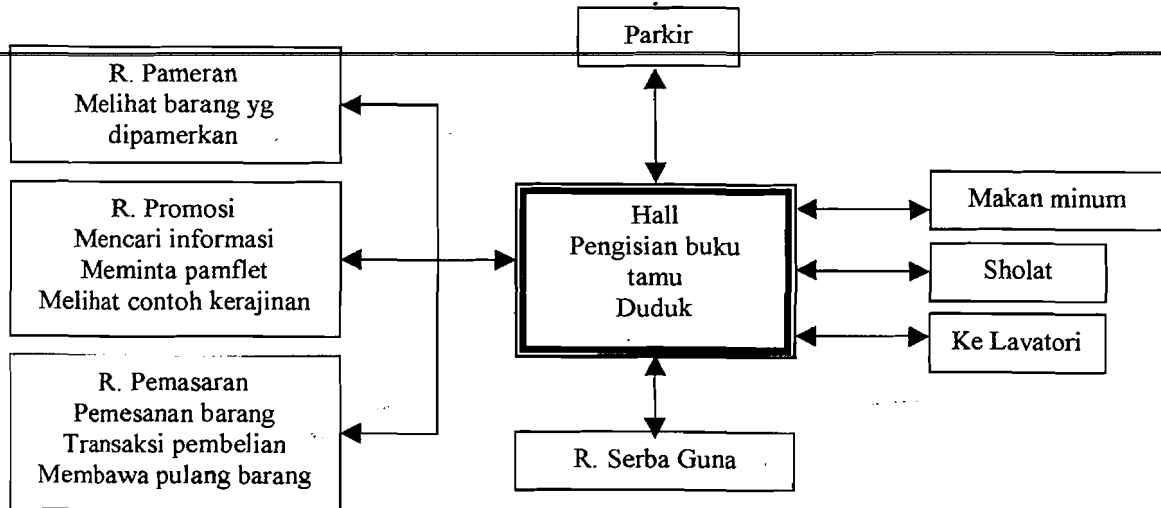 Parkir
R. Pameran
Melihat barang yg
dipamerkan
R. Promosi
Mencari informasi
Meminta pamflet
Melihat contoh kerajinan
R. Pemasaran
Pemesanan barang
Transaksi pembelian
Membawa pulang barang
Hall
Pengisian buku
tamu
Duduk
R. Serba Guna
Makan minum
Sholat
Ke Lavatori